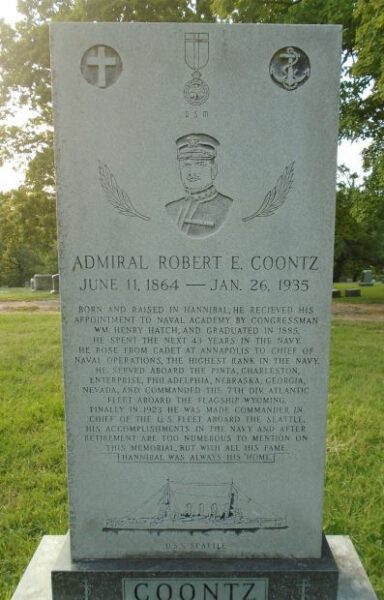 DSM
ADMIRAL ROBERT E. COONTZ
JUNE 11, 1864 — JAN. 26, 1935
BORN AND RAISED IN HANNIBAL, HE RECIEVED HIS
APPOINTMENT TO NAVAL ACADEMY BY CONGRESSMAN
WM. HENRY HATCH, AND GRADUATED IN 1885.
HE SPENT THE NEXT 43 YEARS IN THE NAVY.
HE ROSE FROM CADET AT ANNAPOLIS TO CHIEF OF
NAVAL OPERATIONS, THE HIGHEST RANK IN THE NAVY.
HE SERVED ABOARD THE PINTA, CHARLESTON,
ENTERPRISE, PHILADELPHIA, NEBRASKA, GEORGIA,
NEVADA, AND COMMANDED THE 7TH DIV. ATLANTIC
FLEET ABOARD THE FLAGSHIP WYOMING.
FINALLY IN 1923 HE WAS MADE COMMANDER IN
CHIEF OF THE U.S. FLEET ABOARD THE SEATTLE.
HIS ACCOMPLISHMENTS IN THE NAVY AND AFTER
RETIREMENT ARE TOO NUMEROUS TO MENTION ON
THIS MEMORIAL, BUT WITH ALL HIS FAME,
HANNIBAL WAS ALWAYS HIS HOME.
U.S.S. SEATTLE
COONTZ